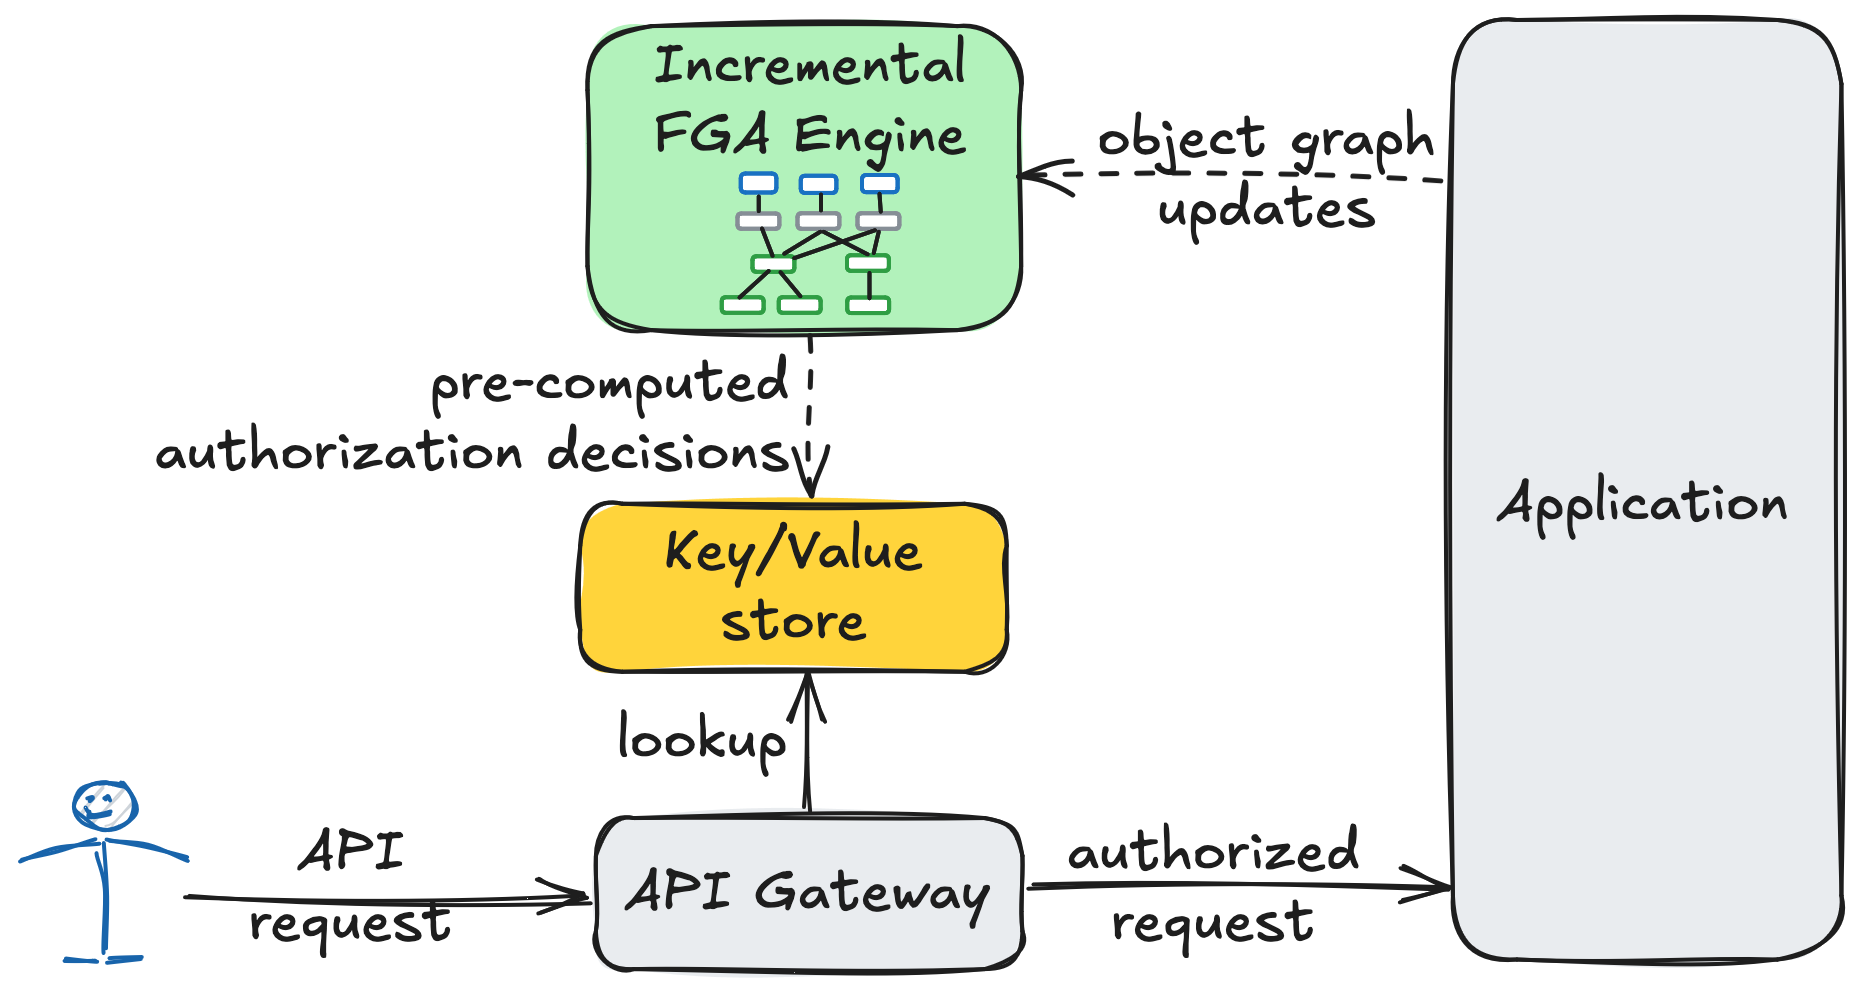 Incremental
FGA Engine
object graph
updates
pre-computed
authorization decisions
Key/Value
store
Application
lookup
API
request
API Gateway
authorized
request